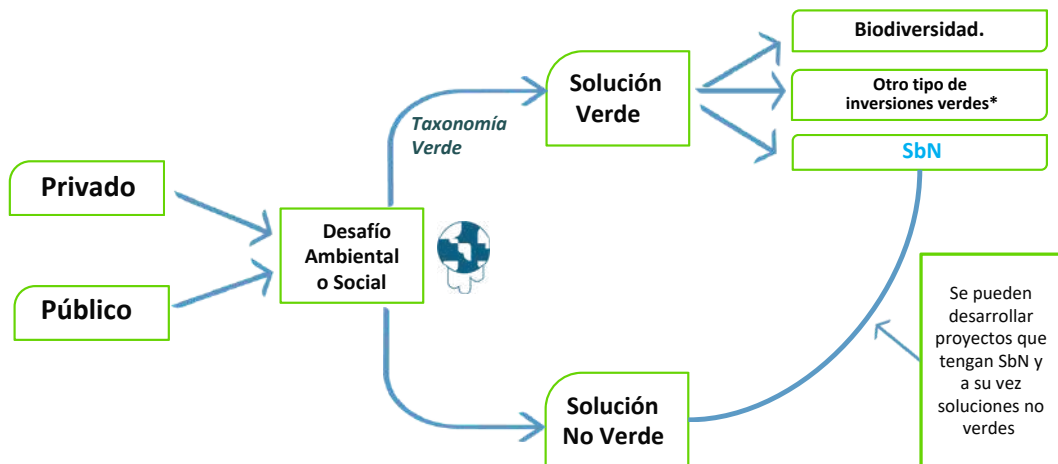 Privado
Público
Desafío
Ambiental
o Social
Taxonomía
Verde
Solución
Verde
Biodiversidad.
Otro tipo de
inversiones verdes*
SbN
Solución
No Verde
Se pueden
desarrollar
proyectos que
tengan SbN y
a su vez
soluciones no
verdes